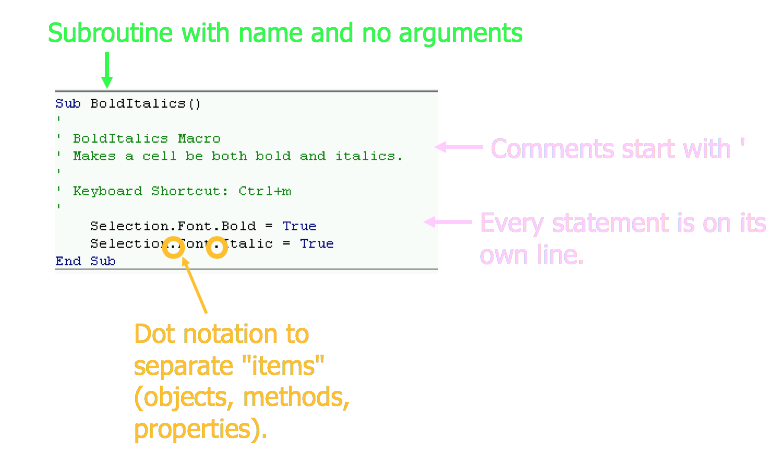 Subroutine with name and no arguments
Sub BoldItalics()
'
' BoldItalics Macro
' Makes a cell be both bold and italics.
'
' Keyboard Shortcut: Ctrl+m
'
Selection.Font.Bold = True
Selection.Font.Italic = True
End Sub
Comments start with '
Every statement is on its
own line.
Dot notation to
separate "items"
(objects, methods,
properties).